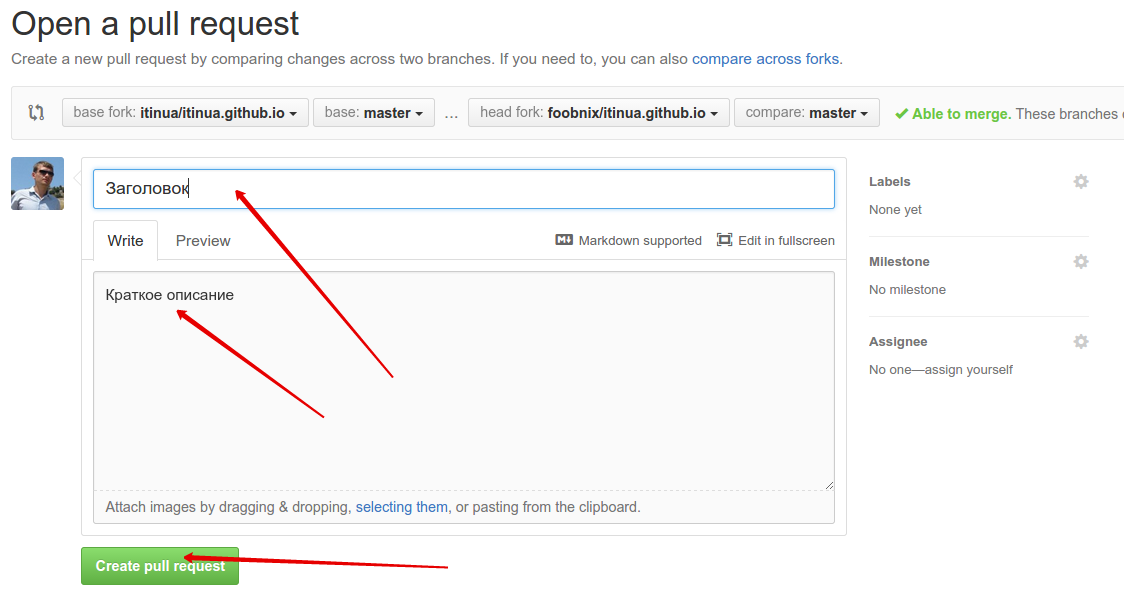 Open a pull request
Create a new pull request by comparing changes across two branches. If you need to, you can also compare across forks.
base fork: itinua/itinua.github.io base: master ... head fork: foobnix/itinua.github.io compare: master Able to merge. These branches
Заголовок
Write Preview Markdown supported Edit in fullscreen
Краткое описание
Attach images by dragging & dropping, selecting them, or pasting from the clipboard.
Create pull request
Labels
None yet
Milestone
No milestone
Assignee
No one—assign yourself